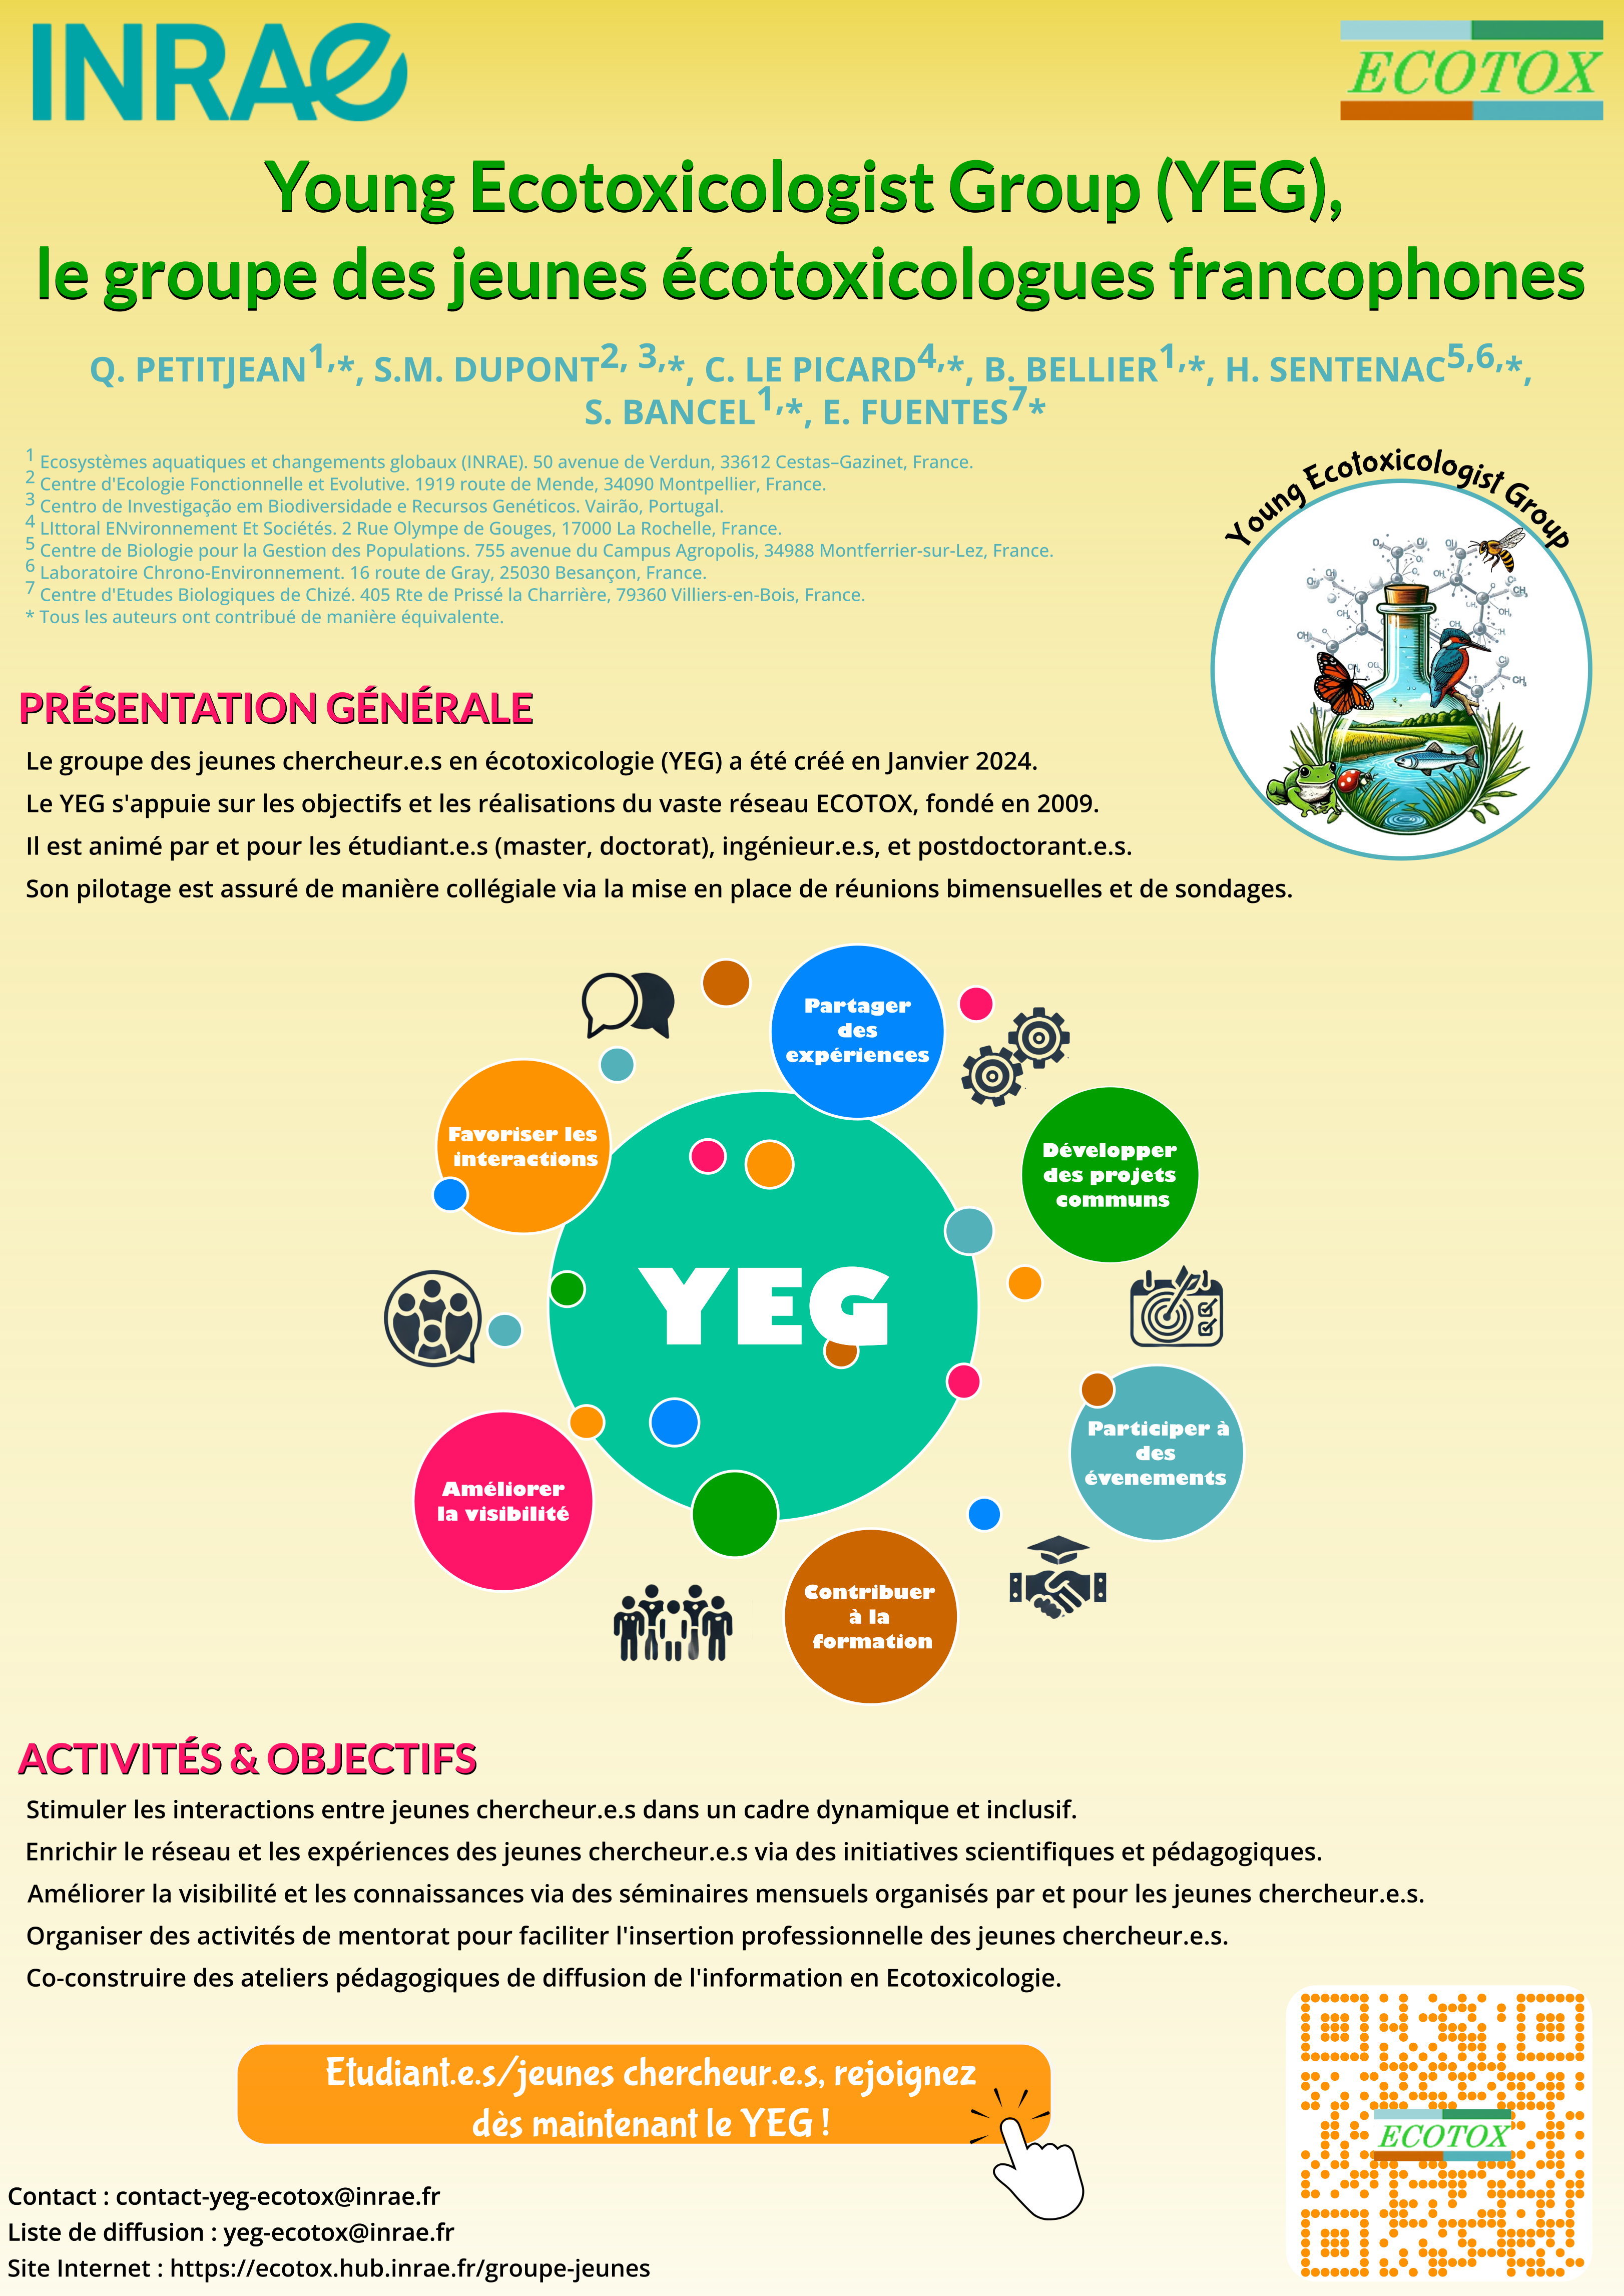 INRAE
ECOTOX
Young Ecotoxicologist Group (YEG),
le groupe des jeunes écotoxicologues francophones
Q. PETITJEAN1,*, S.M. DUPONT2, 3,*, C. LE PICARD4,*, B. BELLIER1,*, H. SENTENAC5,6,*,
S. BANCEL1,*, E. FUENTES7*
1 Ecosystèmes aquatiques et changements globaux (INRAE). 50 avenue de Verdun, 33612 Cestas–Gazinet, France.
2 Centre d'Ecologie Fonctionnelle et Evolutive. 1919 route de Mende, 34090 Montpellier, France.
3 Centro de Investigação em Biodiversidade e Recursos Genéticos. Vairão, Portugal.
4 LIttoral ENvironnement Et Sociétés. 2 Rue Olympe de Gouges, 17000 La Rochelle, France.
5 Centre de Biologie pour la Gestion des Populations. 755 avenue du Campus Agropolis, 34988 Montferrier-sur-Lez, France.
6 Laboratoire Chrono-Environnement. 16 route de Gray, 25030 Besançon, France.
7 Centre d'Etudes Biologiques de Chizé. 405 Rte de Prissé la Charrière, 79360 Villiers-en-Bois, France.
* Tous les auteurs ont contribué de manière équivalente.
Young Ecotoxicologist Group
PRÉSENTATION GÉNÉRALE
Le groupe des jeunes chercheur.e.s en écotoxicologie (YEG) a été créé en Janvier 2024.
Le YEG s'appuie sur les objectifs et les réalisations du vaste réseau ECOTOX, fondé en 2009.
Il est animé par et pour les étudiant.e.s (master, doctorat), ingénieur.e.s, et postdoctorant.e.s.
Son pilotage est assuré de manière collégiale via la mise en place de réunions bimensuelles et de sondages.
Partager
des
expériences
Favoriser les
interactions
Développer
des projets
communs
YEG
Participer à
des
évenements
Améliorer
la visibilité
Contribuer
à la
formation
ACTIVITÉS & OBJECTIFS
Stimuler les interactions entre jeunes chercheur.e.s dans un cadre dynamique et inclusif.
Enrichir le réseau et les expériences des jeunes chercheur.e.s via des initiatives scientifiques et pédagogiques.
Améliorer la visibilité et les connaissances via des séminaires mensuels organisés par et pour les jeunes chercheur.e.s.
Organiser des activités de mentorat pour faciliter l'insertion professionnelle des jeunes chercheur.e.s.
Co-construire des ateliers pédagogiques de diffusion de l'information en Ecotoxicologie.
Etudiant.e.s/jeunes chercheur.e.s, rejoignez
dès maintenant le YEG !
ECOTOX
Contact : contact-yeg-ecotox@inrae.fr
Liste de diffusion : yeg-ecotox@inrae.fr
Site Internet : https://ecotox.hub.inrae.fr/groupe-jeunes